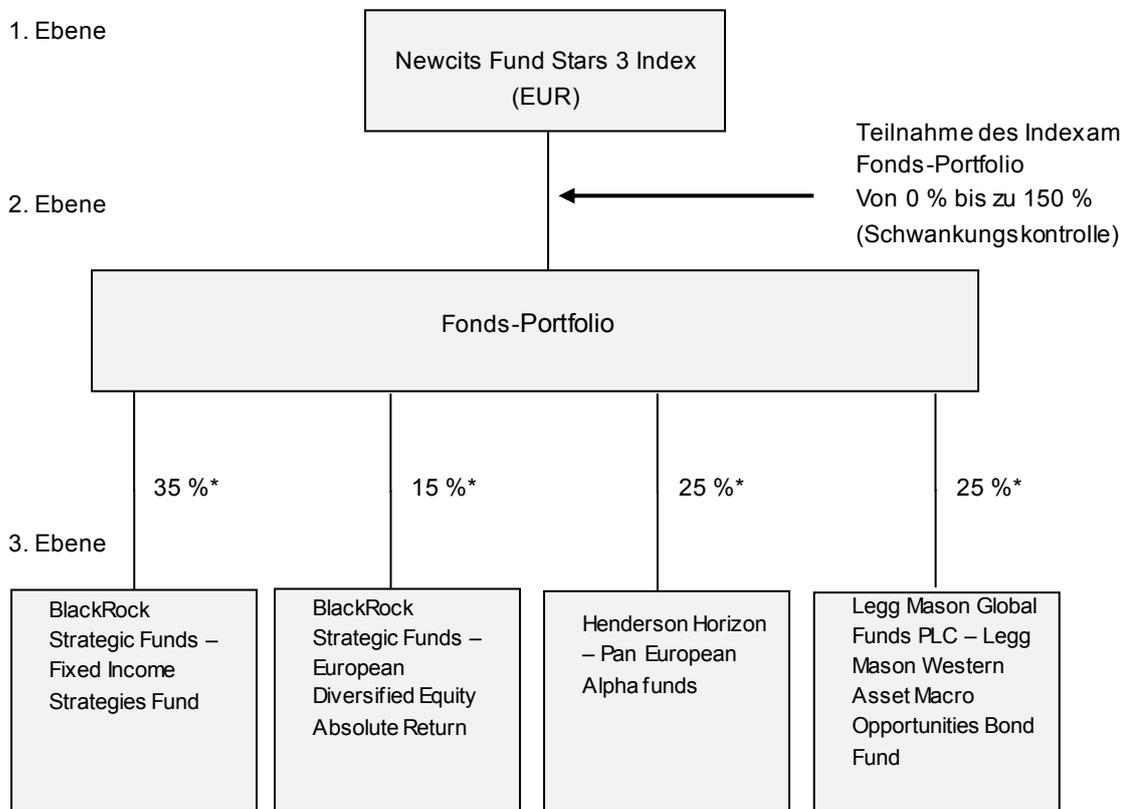 1. Ebene
Newcits Fund Stars 3 Index
(EUR)
Teilnahme des Indexam
Fonds-Portfolio
Von 0 % bis zu 150 %
(Schwankungskontrolle)
2. Ebene
Fonds-Portfolio
35 %*
15 %*
25 %*
25 %*
3. Ebene
BlackRock
Strategic Funds –
Fixed Income
Strategies Fund
BlackRock
Strategic Funds –
European
Diversified Equity
Absolute Return
Henderson Horizon
– Pan European
Alpha funds
Legg Mason Global
Funds PLC – Legg
Mason Western
Asset Macro
Opportunities Bond
Fund